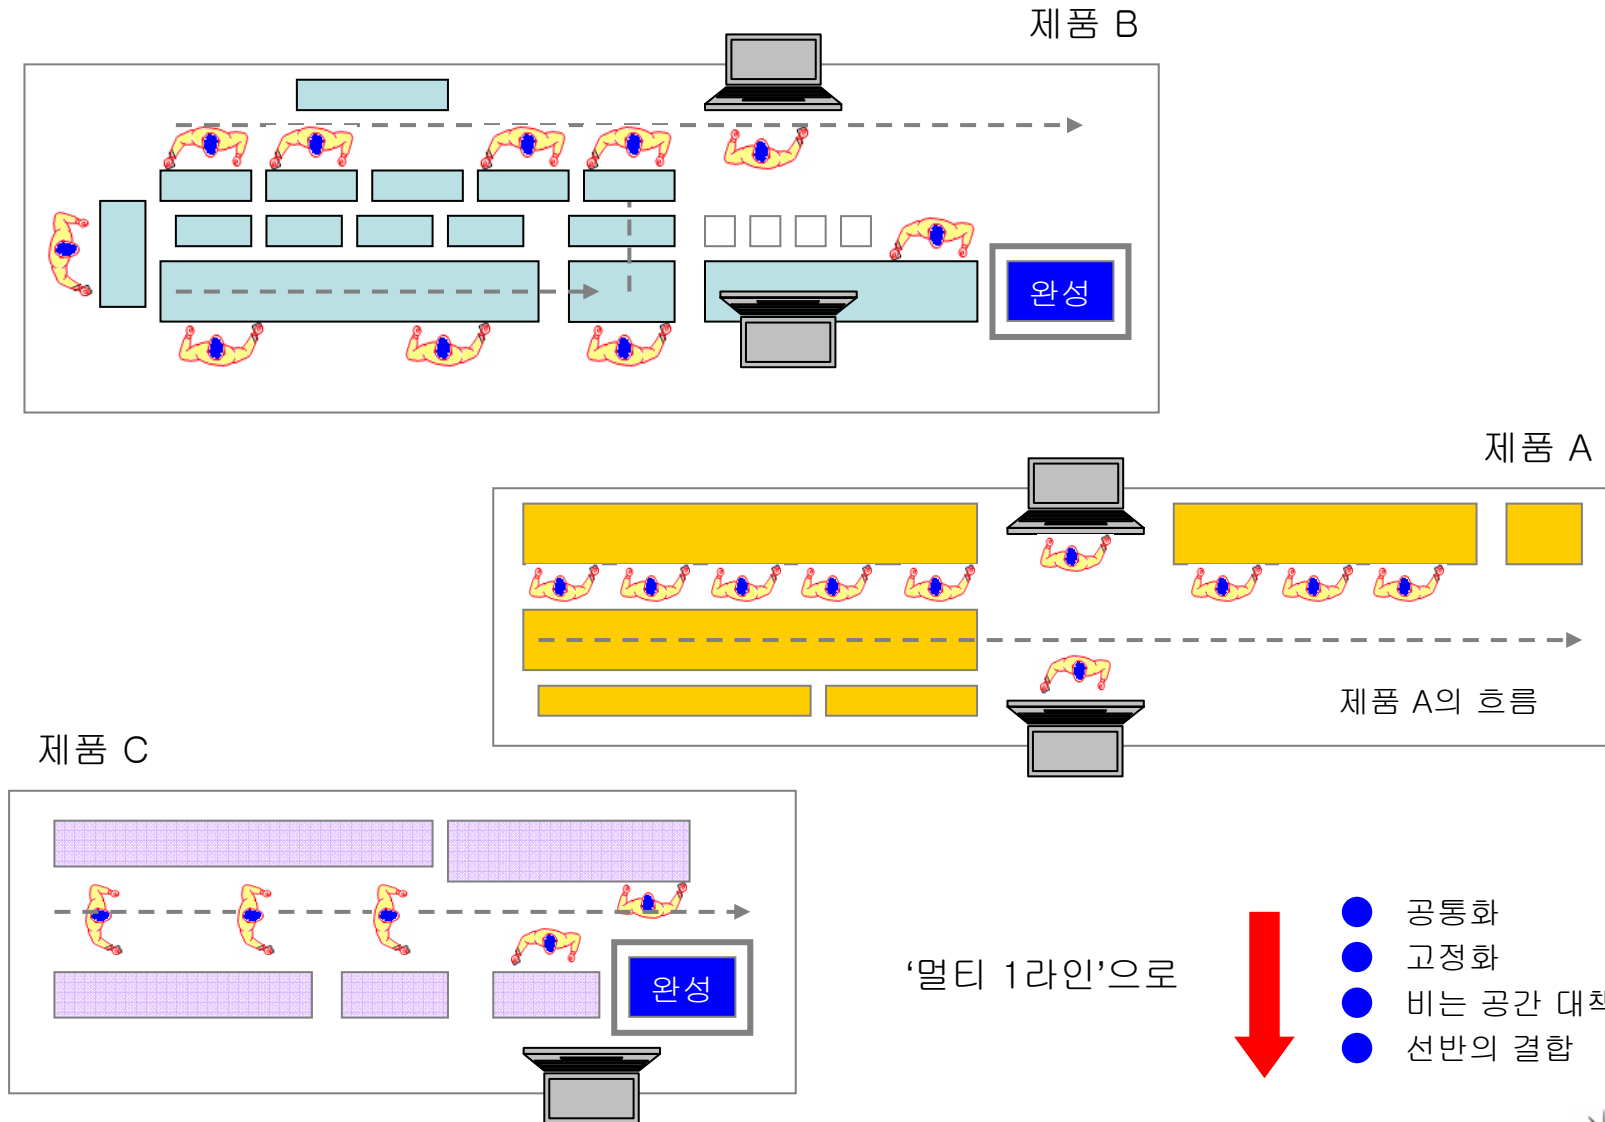 제품 B
완성
제품 A
제품 A의 흐름
제품 C
완성
‘멀티 1라인’으로
공통화
고정화
비는 공간 대책
선반의 결합